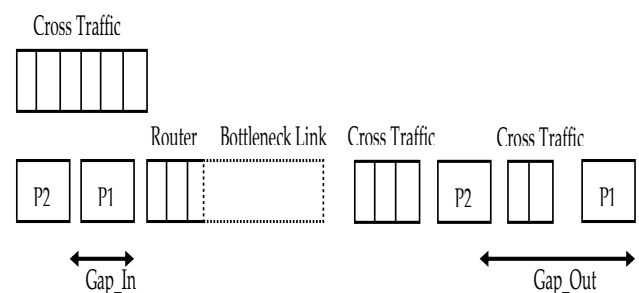 Cross Traffic
Router Bottleneck Link Cross Traffic Cross Traffic
P2 P1 P2 P1
Gap_In Gap_Out